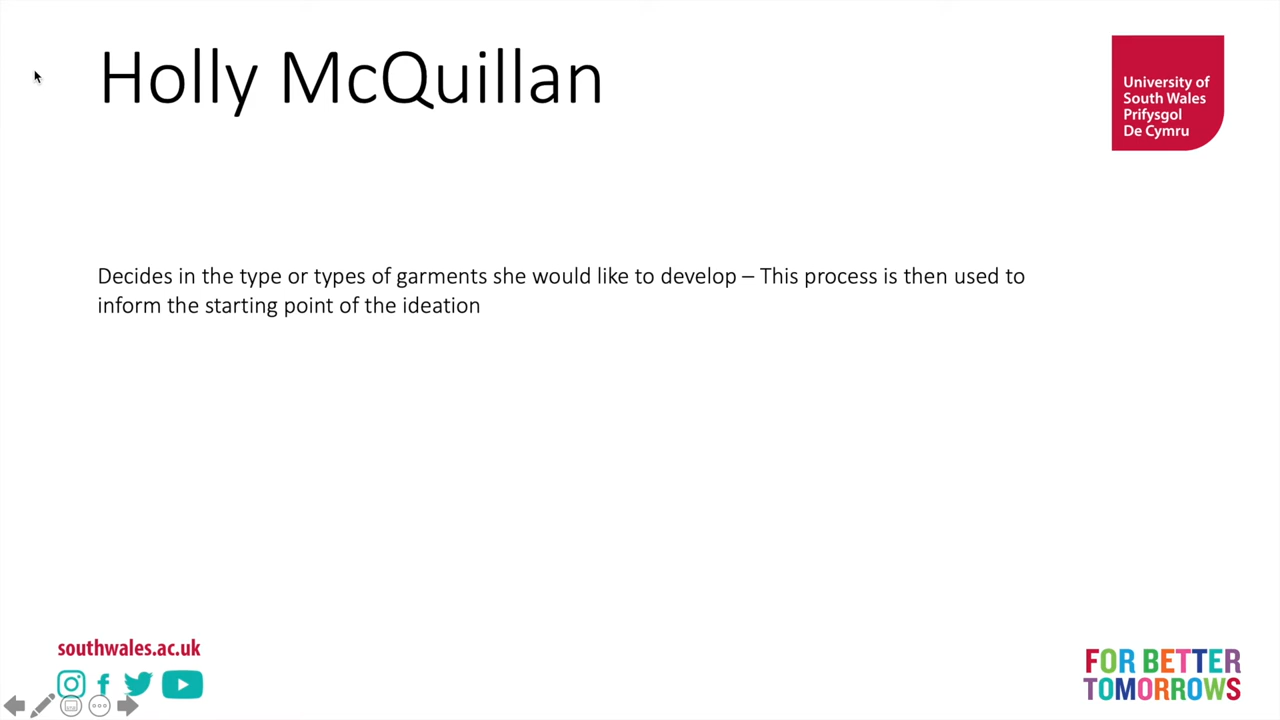 Holly McQuillan
University of
South Wales
Prifysgol
De Cymru
Decides in the type or types of garments she would like to develop – This process is then used to
inform the starting point of the ideation
southwales.ac.uk
FOR BETTER
TOMORROWS